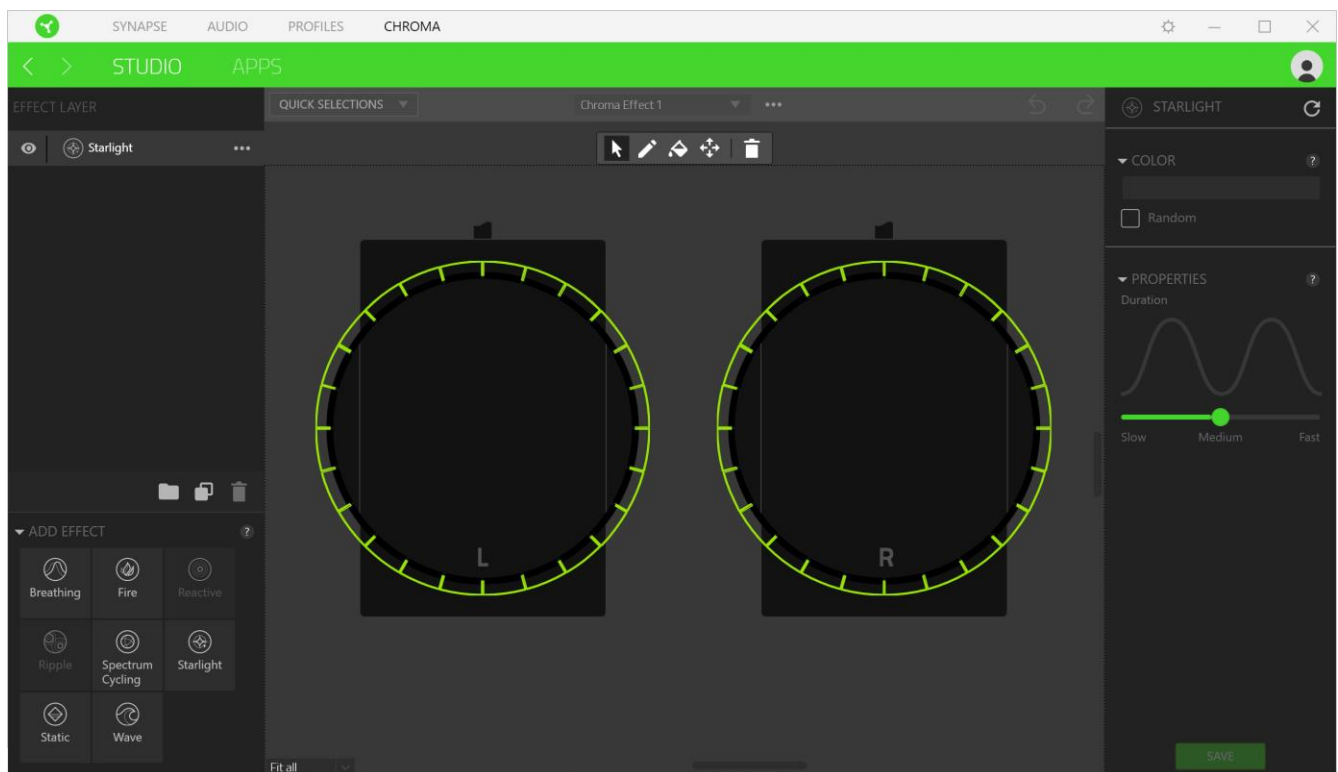 SYNAPSE AUDIO PROFILES CHROMA
STUDIO APPS
EFFECT LAYER
Starlight
QUICK SELECTIONS
Chroma Effect 1
STARLIGHT
COLOR ?
Random
PROPERTIES ?
Duration
Slow Medium Fast
L
R
ADD EFFECT ?
Breathing Fire Reactive
Ripple Spectrum Cycling Starlight
Static Wave
Fit all
SAVE